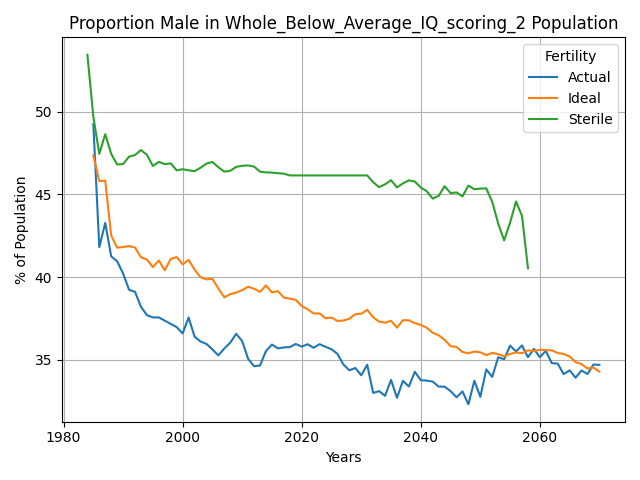 Proportion Male in Whole_Below_Average_IQ_scoring_2 Population
Fertility
Actual
Ideal
Sterile
% of Population
50
45
40
35
1980
2000
2020
2040
2060
Years